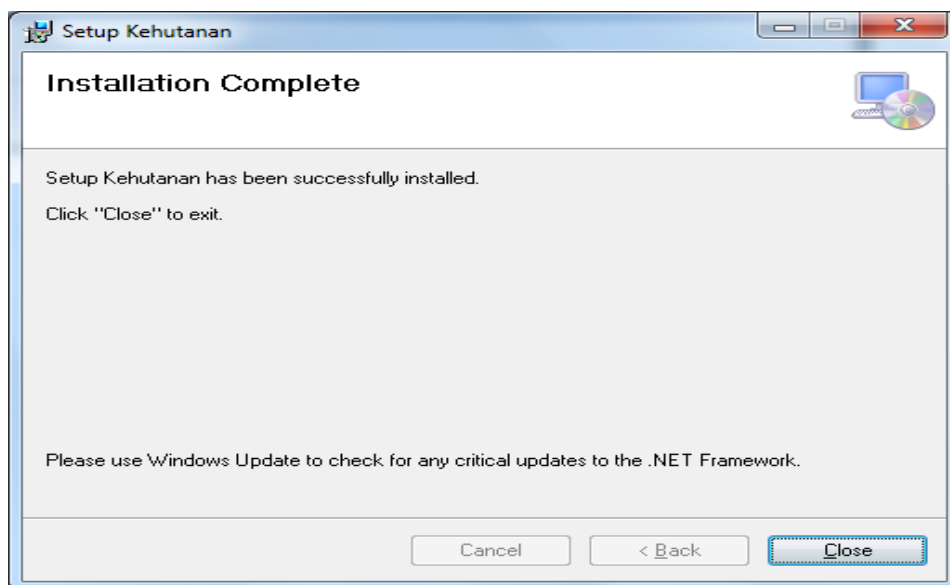 Setup Kehutanan
Installation Complete
Setup Kehutanan has been successfully installed.
Click "Close" to exit.
Please use Windows Update to check for any critical updates to the .NET Framework.
Cancel
< Back
Close